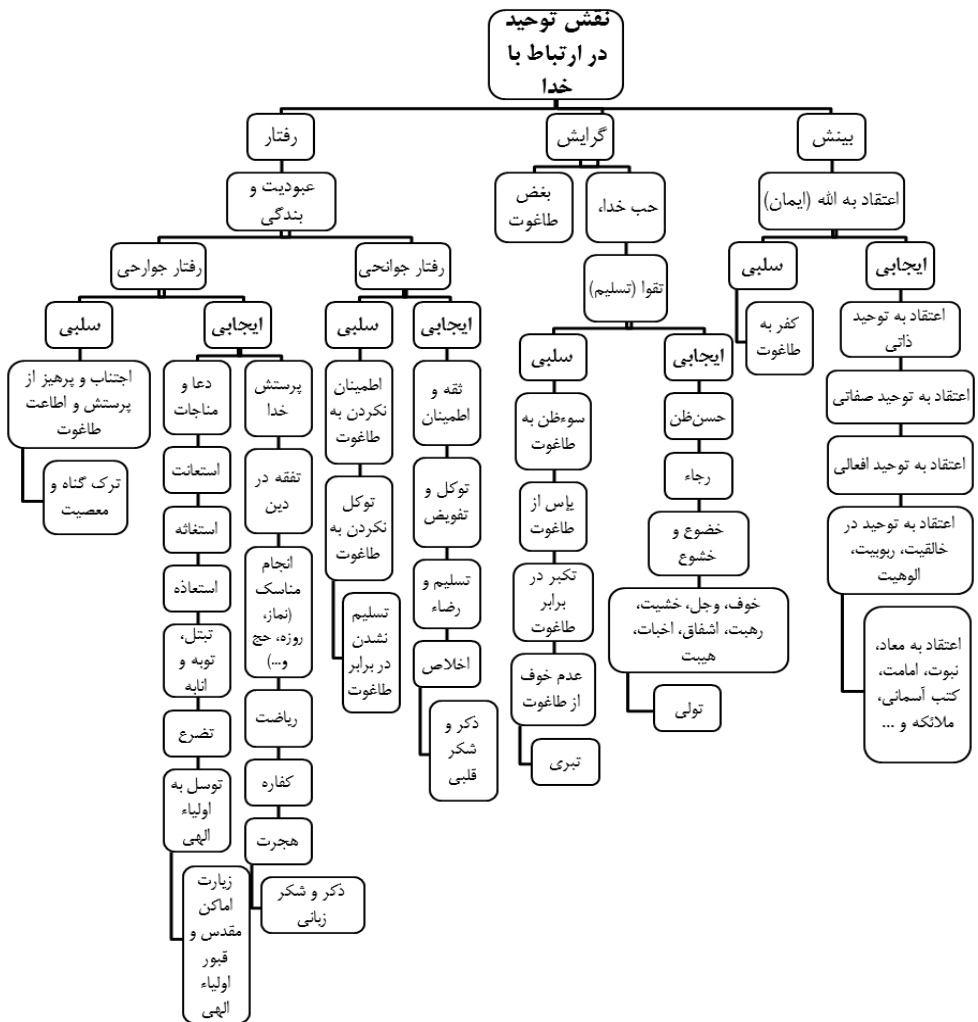 نقش توحید
در ارتباط با
خدا
بینش
اعتقاد به الله (ایمان)
ایجابی
اعتقاد به توحید
ذاتی
اعتقاد به توحید صفاتی
اعتقاد به توحید افعالی
اعتقاد به توحید در
خالقیت، ربوبیت،
الوهیت
اعتقاد به معاد،
نبوت، امامت،
کتب آسمانی،
ملائکه و ...
سلبی
کفر به
طاغوت
گرایش
حب خدا،
تقوا (تسلیم)
ایجابی
حسن‌ظن
رجاء
خضوع و
خشوع
خوف، وجل، خشیت،
رهبت، اشفاق، اخبات،
هیبت
تولی
سلبی
سوءظن به
طاغوت
یإس از
طاغوت
تکبر در
برابر
طاغوت
عدم خوف
از طاغوت
تبری
بغض
طاغوت
رفتار
عبودیت و
بندگی
رفتار جوانحی
ایجابی
ثقه و
اطمینان
توکل و
تفویض
تسلیم و
رضاء
اخلاص
ذکر و
شکر
قلبی
سلبی
اطمینان
نکردن به
طاغوت
توکل
نکردن به
طاغوت
تسلیم
نشدن
در برابر
طاغوت
رفتار جوارحی
ایجابی
پرستش
خدا
تفقه در
دین
انجام
مناسک
(نماز،
روزه، حج
و...)
ریاضت
کفاره
هجرت
ذکر و شکر
زبانی
دعا و
مناجات
استعانت
استغاثه
استعاذه
تبتل،
توبه و
انابه
تضرع
توسل به
اولیاء
الهی
زیارت
اماکن
مقدس و
قبور
اولیاء
الهی
سلبی
اجتناب و پرهیز از
پرستش و اطاعت
طاغوت
ترک گناه و
معصیت